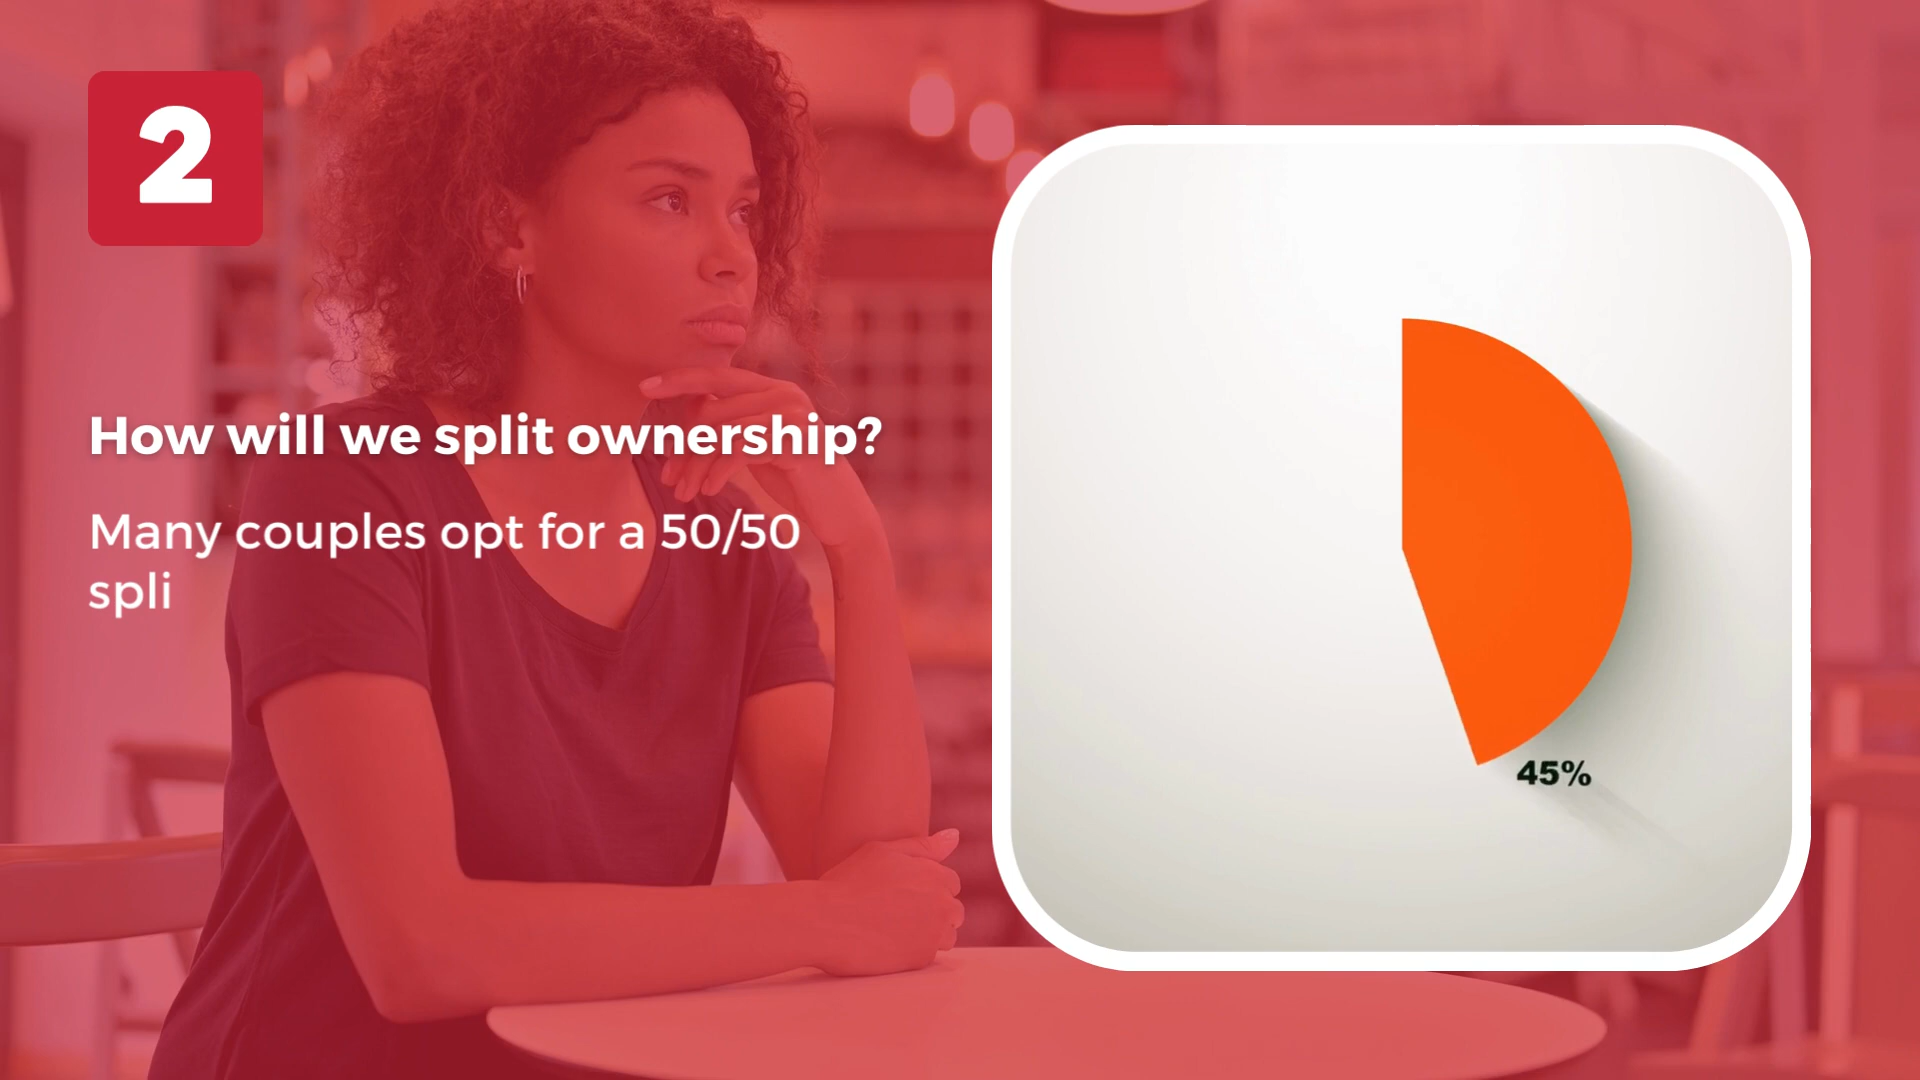 2
How will we split ownership?
Many couples opt for a 50/50
spli
45%